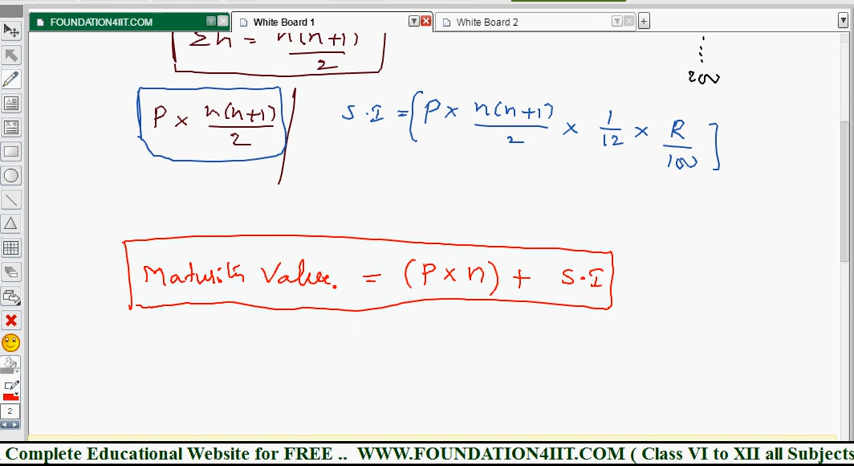 FOUNDATION4IIT.COM White Board 1 White Board 2
Σn = n(n+1)/2
200
P × n(n+1)/2
S.I = [P × n(n+1)/2 × 1/12 × R/100]
Maturity Value. = (P × n) + S.I
2
Complete Educational Website for FREE .. WWW.FOUNDATION4IIT.COM ( Class VI to XII all Subjects